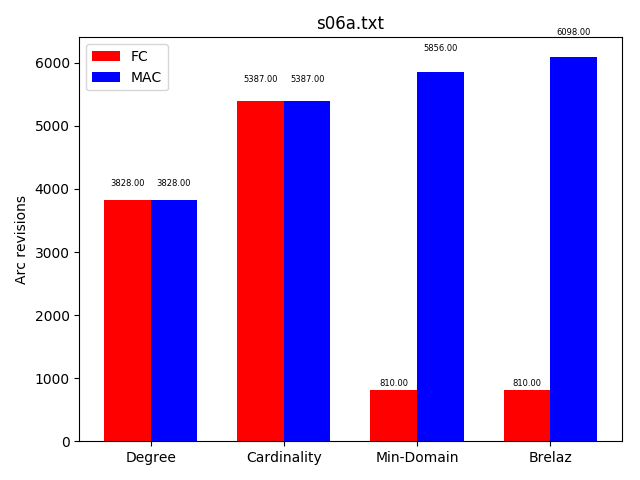 s06a.txt
FC
MAC
Arc revisions
6000
5000
4000
3000
2000
1000
0
3828.00 3828.00
5387.00 5387.00
810.00 5856.00
810.00 6098.00
Degree Cardinality Min-Domain Brelaz